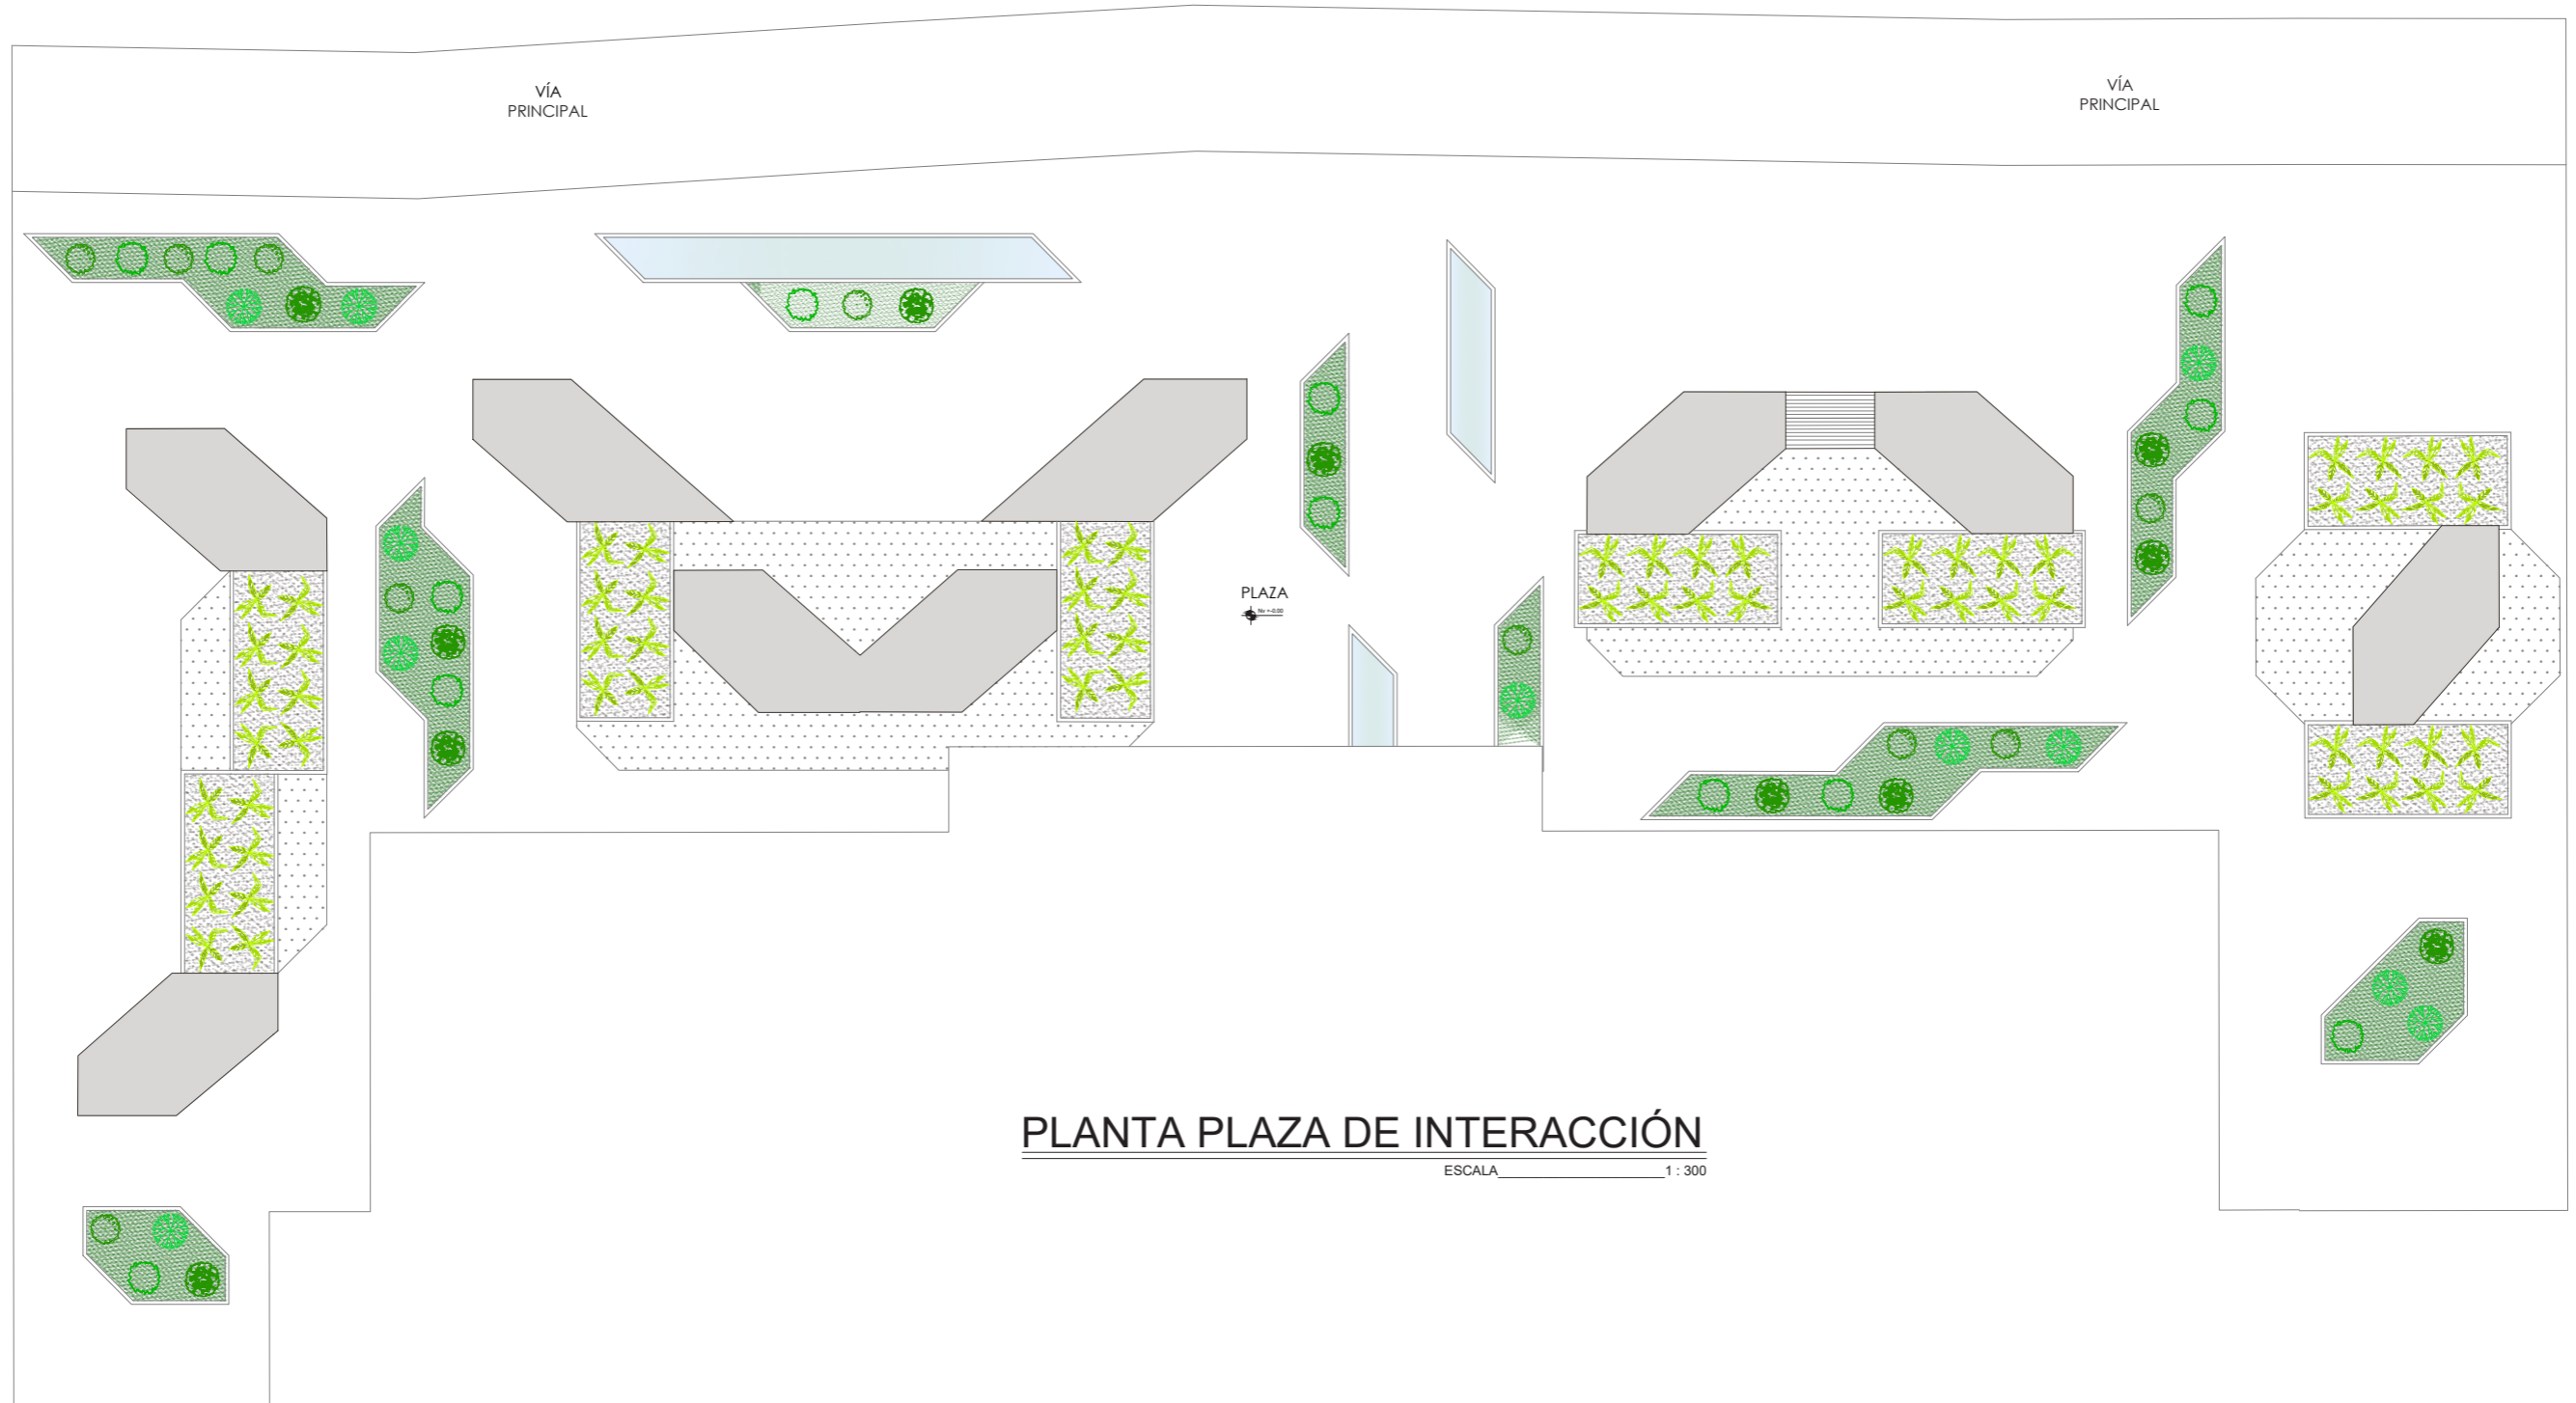 VÍA
PRINCIPAL
VÍA
PRINCIPAL
PLAZA
PLANTA PLAZA DE INTERACCIÓN
ESCALA 1 : 300